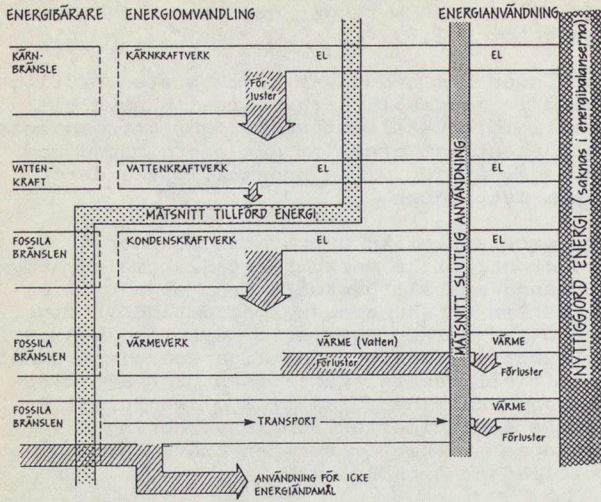 ENERGIBÄRARE ENERGIOMVANDLING ENERGIANVÄNDNING
KÄRN-
BRÄNSLE
KÄRNKRAFTVERK EL EL
För-
luster
VATTEN-
KRAFT
VATTENKRAFTVERK EL EL
MÄTSNITT TILLFÖRD ENERGI
FOSSILA
BRÄNSLEN
KONDENSKRAFTVERK EL EL
FOSSILA
BRÄNSLEN
VÄRMEVERK VÄRME (Vatten) VÄRME
Förluster Förluster
FOSSILA
BRÄNSLEN
TRANSPORT VÄRME
Förluster
ANVÄNDNING FÖR ICKE
ENERGIÄNDAMÅL
MÄTSNITT SLUTLIG ANVÄNDNING
NYTTIGGJORD ENERGI (saknas i energibalanserna)